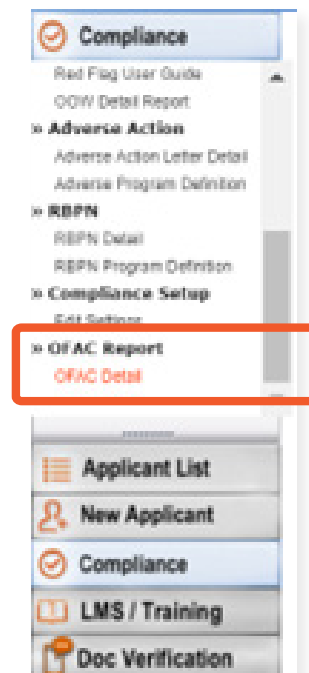 Compliance
Red Flag User Guide
OOW Detail Report
» Adverse Action
Adverse Action Letter Detail
Adverse Program Definition
» RBPN
RBPN Detail
RBPN Program Definition
» Compliance Setup
Edit Settings
» OFAC Report
OFAC Detail
Applicant List
New Applicant
Compliance
LMS / Training
Doc Verification